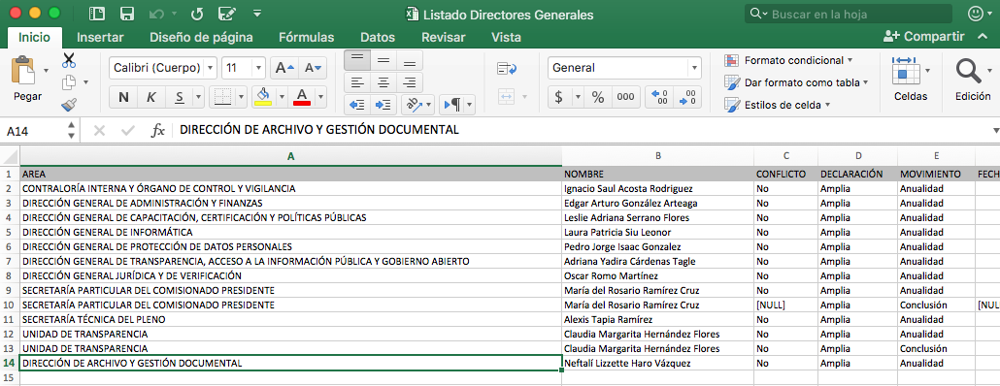 Listado Directores Generales
Buscar en la hoja
Inicio Insertar Diseño de página Fórmulas Datos Revisar Vista Compartir
Pegar
Calibri (Cuerpo) 11 A A
N K S A
General
$ % 000
Formato condicional
Dar formato como tabla
Estilos de celda
Celdas
Edición
A14 fx DIRECCIÓN DE ARCHIVO Y GESTIÓN DOCUMENTAL
A B C D E
1 AREA NOMBRE CONFLICTO DECLARACIÓN MOVIMIENTO FECH
2 CONTRALORÍA INTERNA Y ÓRGANO DE CONTROL Y VIGILANCIA Ignacio Saul Acosta Rodriguez No Amplia Anualidad
3 DIRECCIÓN GENERAL DE ADMINISTRACIÓN Y FINANZAS Edgar Arturo González Arteaga No Amplia Anualidad
4 DIRECCIÓN GENERAL DE CAPACITACIÓN, CERTIFICACIÓN Y POLÍTICAS PÚBLICAS Leslie Adriana Serrano Flores No Amplia Anualidad
5 DIRECCIÓN GENERAL DE INFORMÁTICA Laura Patricia Siu Leonor No Amplia Anualidad
6 DIRECCIÓN GENERAL DE PROTECCIÓN DE DATOS PERSONALES Pedro Jorge Isaac Gonzalez No Amplia Anualidad
7 DIRECCIÓN GENERAL DE TRANSPARENCIA, ACCESO A LA INFORMACIÓN PÚBLICA Y GOBIERNO ABIERTO Adriana Yadira Cárdenas Tagle No Amplia Anualidad
8 DIRECCIÓN GENERAL JURÍDICA Y DE VERIFICACIÓN Oscar Romo Martínez No Amplia Anualidad
9 SECRETARÍA PARTICULAR DEL COMISIONADO PRESIDENTE María del Rosario Ramírez Cruz No Amplia Anualidad
10 SECRETARÍA PARTICULAR DEL COMISIONADO PRESIDENTE María del Rosario Ramírez Cruz [NULL] Amplia Conclusión [NUL
11 SECRETARÍA TÉCNICA DEL PLENO Alexis Tapia Ramírez No Amplia Anualidad
12 UNIDAD DE TRANSPARENCIA Claudia Margarita Hernández Flores No Amplia Anualidad
13 UNIDAD DE TRANSPARENCIA Claudia Margarita Hernández Flores No Amplia Conclusión
14 DIRECCIÓN DE ARCHIVO Y GESTIÓN DOCUMENTAL Neftalí Lizzette Haro Vázquez No Amplia Anualidad
15